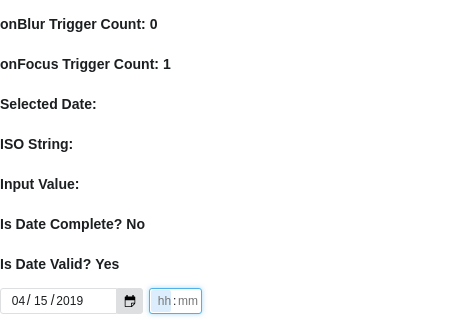 onBlur Trigger Count: 0
onFocus Trigger Count: 1
Selected Date:
ISO String:
Input Value:
Is Date Complete? No
Is Date Valid? Yes
04 / 15 / 2019 hh : mm